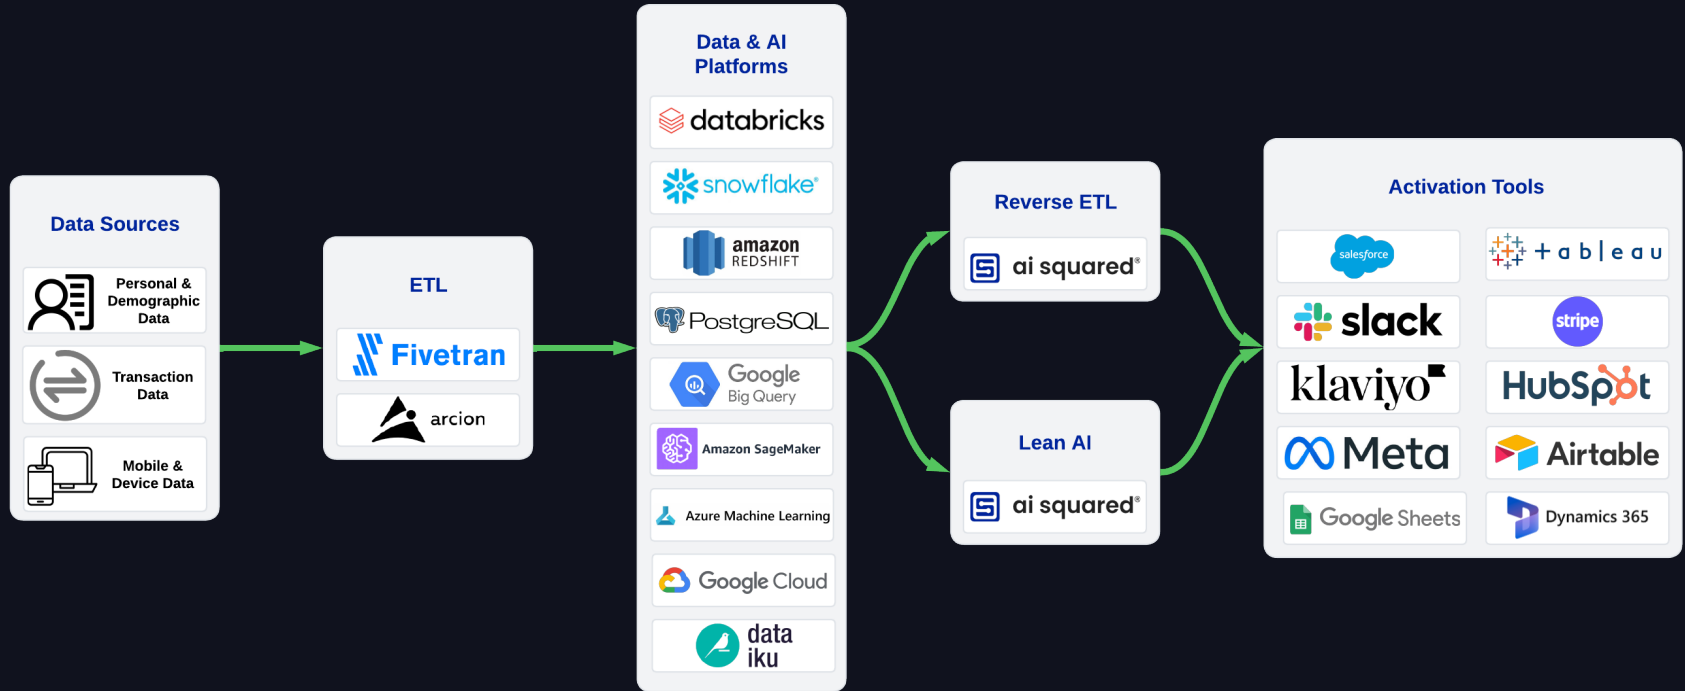 Data Sources
Personal &
Demographic
Data
Transaction
Data
Mobile &
Device Data
ETL
Fivetran
arcion
Data & AI
Platforms
databricks
snowflake®
amazon
REDSHIFT
PostgreSQL
Google
Big Query
Amazon SageMaker
Azure Machine Learning
Google Cloud
data
iku
Reverse ETL
ai squared®
Lean AI
ai squared®
Activation Tools
salesforce
+ a b | e a u
slack
stripe
klaviyo
HubSpot
Meta
Airtable
Google Sheets
Dynamics 365